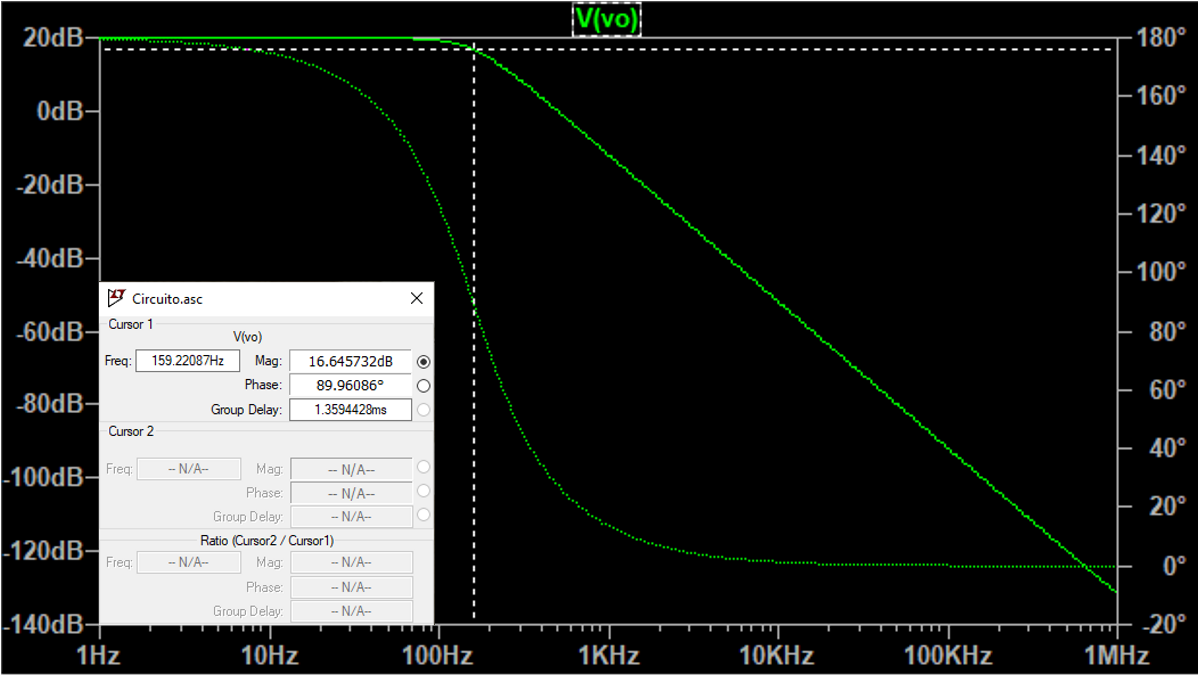 V(vo)
20dB
0dB
-20dB
-40dB
-60dB
-80dB
-100dB
-120dB
-140dB
180°
160°
140°
120°
100°
80°
60°
40°
20°
0°
-20°
1Hz 10Hz 100Hz 1KHz 10KHz 100KHz 1MHz
Circuito.asc
Cursor 1
V(vo)
Freq: 159.22087Hz Mag: 16.645732dB
Phase: 89.96086°
Group Delay: 1.3594428ms
Cursor 2
Freq: -- N/A-- Mag: -- N/A--
Phase: -- N/A--
Group Delay: -- N/A--
Ratio (Cursor2 / Cursor1)
Freq: -- N/A-- Mag: -- N/A--
Phase: -- N/A--
Group Delay: -- N/A--